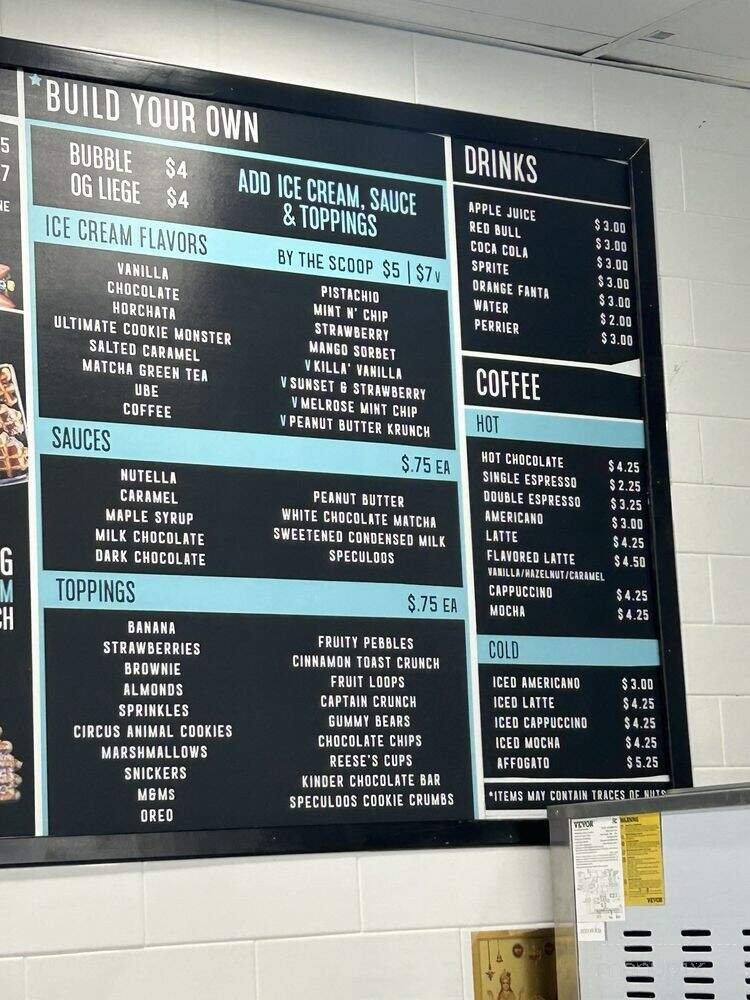 5
7
NE
G
M
CH
BUILD YOUR OWN
BUBBLE $4
OG LIEGE $4
ADD ICE CREAM, SAUCE
& TOPPINGS
ICE CREAM FLAVORS
BY THE SCOOP $5 | $7V
VANILLA
CHOCOLATE
HORCHATA
ULTIMATE COOKIE MONSTER
SALTED CARAMEL
MATCHA GREEN TEA
UBE
COFFEE
PISTACHIO
MINT N' CHIP
STRAWBERRY
MANGO SORBET
V KILLA' VANILLA
V SUNSET & STRAWBERRY
V MELROSE MINT CHIP
V PEANUT BUTTER KRUNCH
SAUCES
$.75 EA
NUTELLA
CARAMEL
MAPLE SYRUP
MILK CHOCOLATE
DARK CHOCOLATE
PEANUT BUTTER
WHITE CHOCOLATE MATCHA
SWEETENED CONDENSED MILK
SPECULOOS
TOPPINGS
$.75 EA
BANANA
STRAWBERRIES
BROWNIE
ALMONDS
SPRINKLES
CIRCUS ANIMAL COOKIES
MARSHMALLOWS
SNICKERS
M&MS
OREO
FRUITY PEBBLES
CINNAMON TOAST CRUNCH
FRUIT LOOPS
CAPTAIN CRUNCH
GUMMY BEARS
CHOCOLATE CHIPS
REESE'S CUPS
KINDER CHOCOLATE BAR
SPECULOOS COOKIE CRUMBS
DRINKS
APPLE JUICE $3.00
RED BULL $3.00
COCA COLA $3.00
SPRITE $3.00
ORANGE FANTA $3.00
WATER $2.00
PERRIER $3.00
COFFEE
HOT
HOT CHOCOLATE $4.25
SINGLE ESPRESSO $2.25
DOUBLE ESPRESSO $3.25
AMERICANO $3.00
LATTE $4.25
FLAVORED LATTE $4.50
VANILLA/HAZELNUT/CARAMEL
CAPPUCCINO $4.25
MOCHA $4.25
COLD
ICED AMERICANO $3.00
ICED LATTE $4.25
ICED CAPPUCCINO $4.25
ICED MOCHA $4.25
AFFOGATO $5.25
*ITEMS MAY CONTAIN TRACES OF NUTS
VEVOR
WARNING
VEVOR